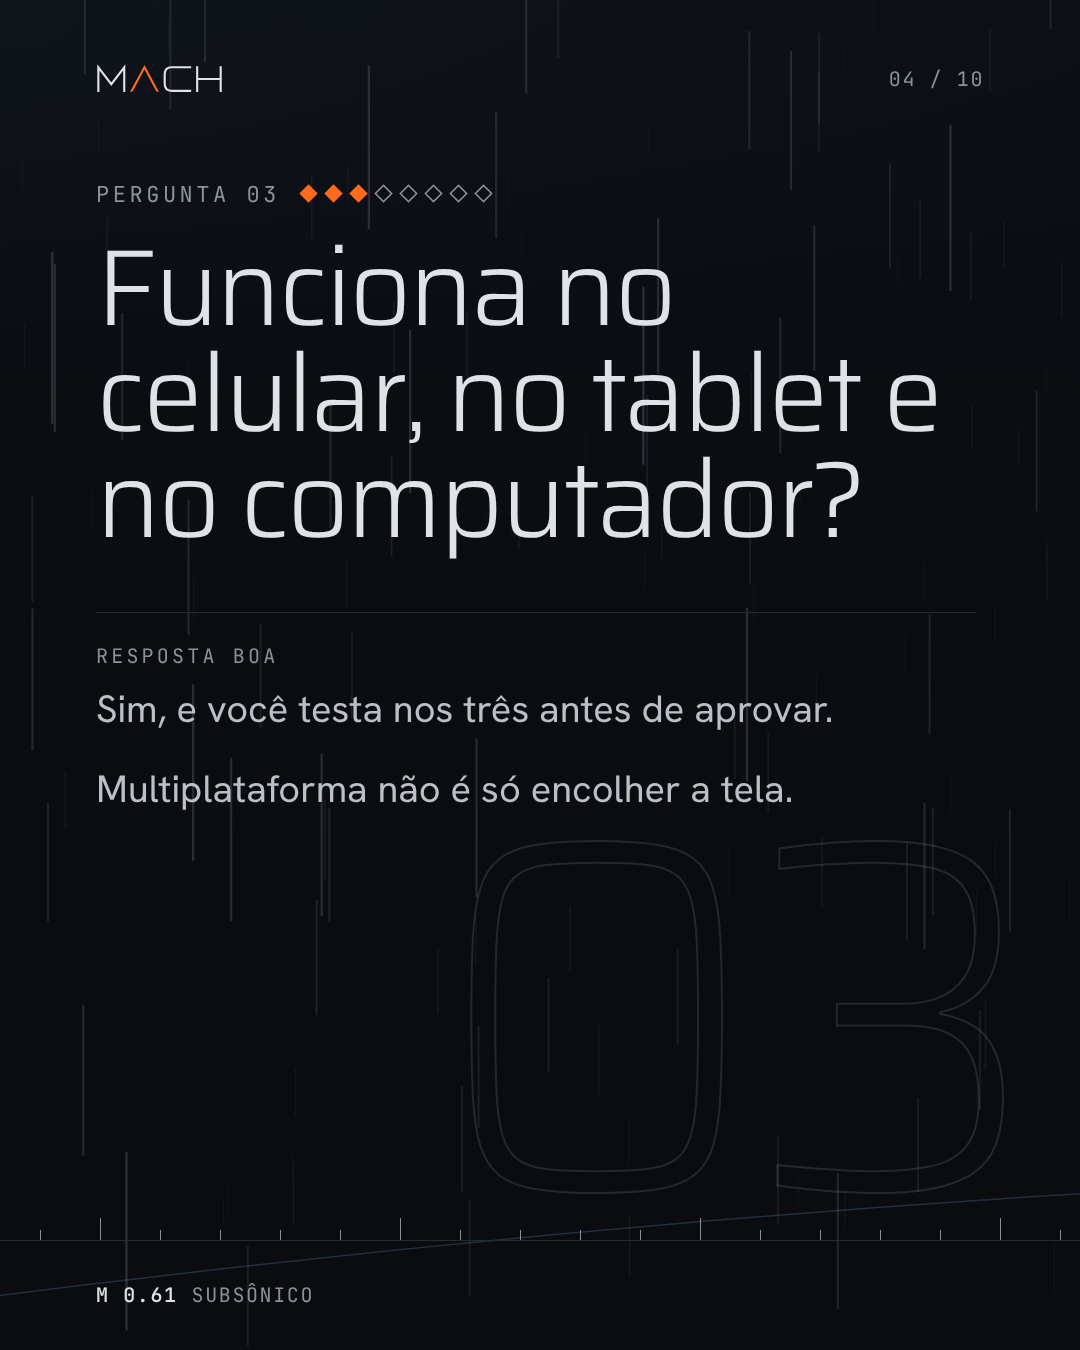 MACH
04 / 10
PERGUNTA 03
Funciona no
celular, no tablet e
no computador?
RESPOSTA BOA
Sim, e você testa nos três antes de aprovar.
Multiplataforma não é só encolher a tela.
03
M 0.61 SUBSÔNICO